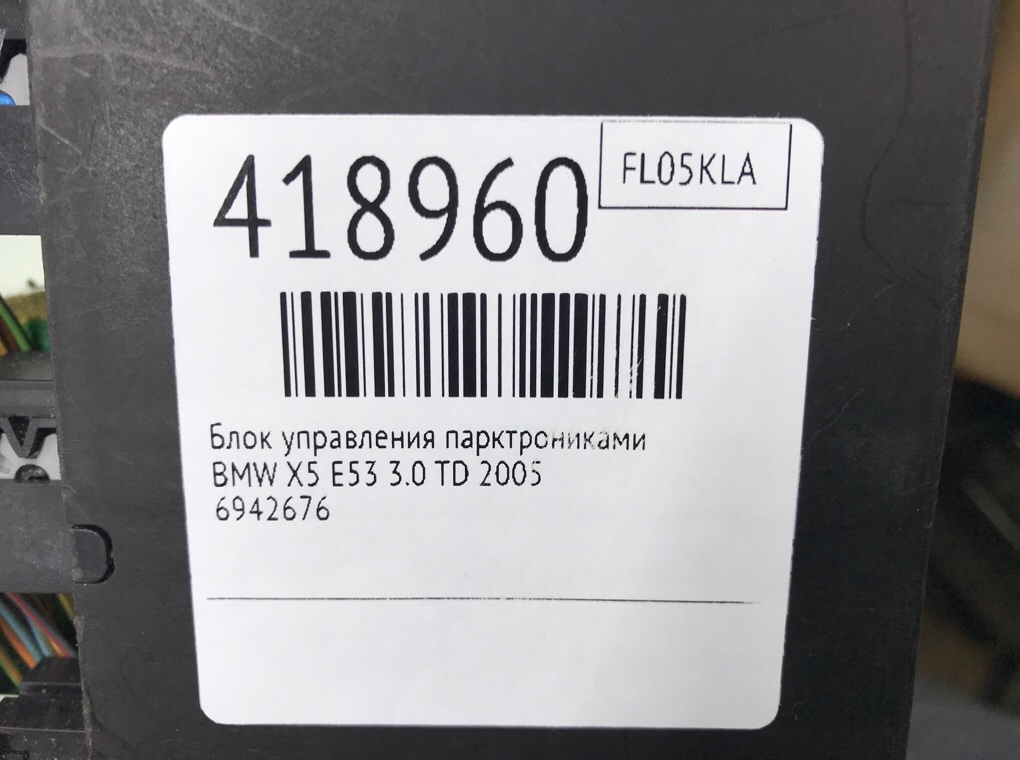 418960
FL05KLA
Блок управления парктрониками
BMW X5 E53 3.0 TD 2005
6942676